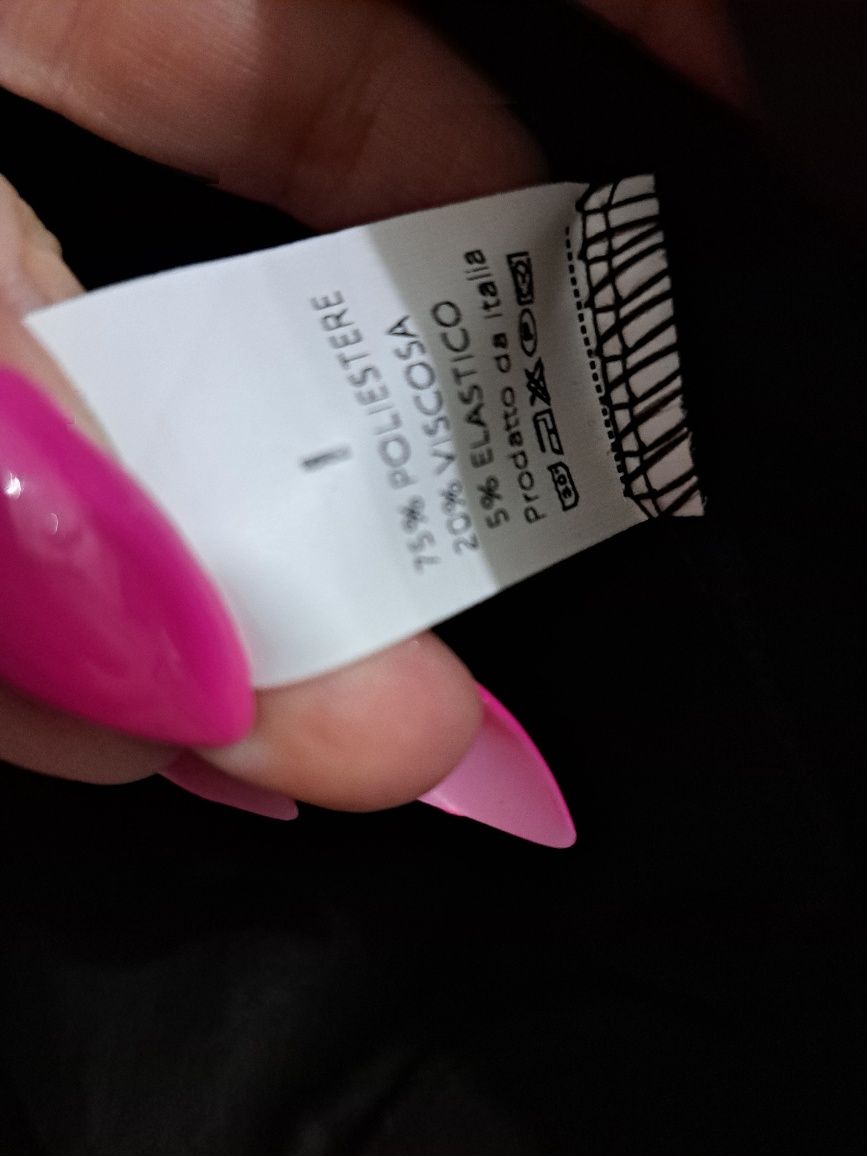 75% POLIESTERE
20% VISCOSA
5% ELASTICO
prodatto da italia